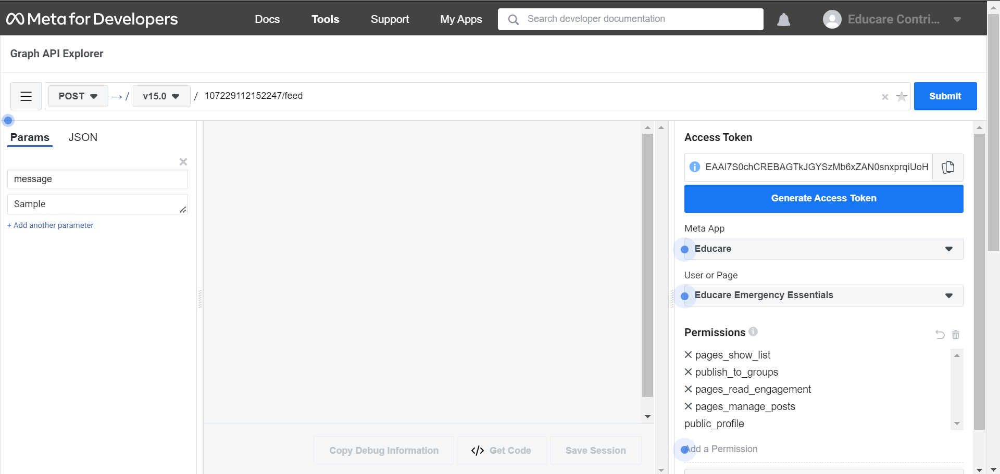 Meta for Developers
Docs
Tools
Support
My Apps
Search developer documentation
Educare Contri...
Graph API Explorer
POST
→ /
v15.0
/
107229112152247/feed
Submit
Params
JSON
message
Sample
+ Add another parameter
Copy Debug Information
</> Get Code
Save Session
Access Token
EAAI7S0chCREBAGTkJGYSzMb6xZAN0snxprqiUoH
Generate Access Token
Meta App
Educare
User or Page
Educare Emergency Essentials
Permissions
pages_show_list
publish_to_groups
pages_read_engagement
pages_manage_posts
public_profile
Add a Permission